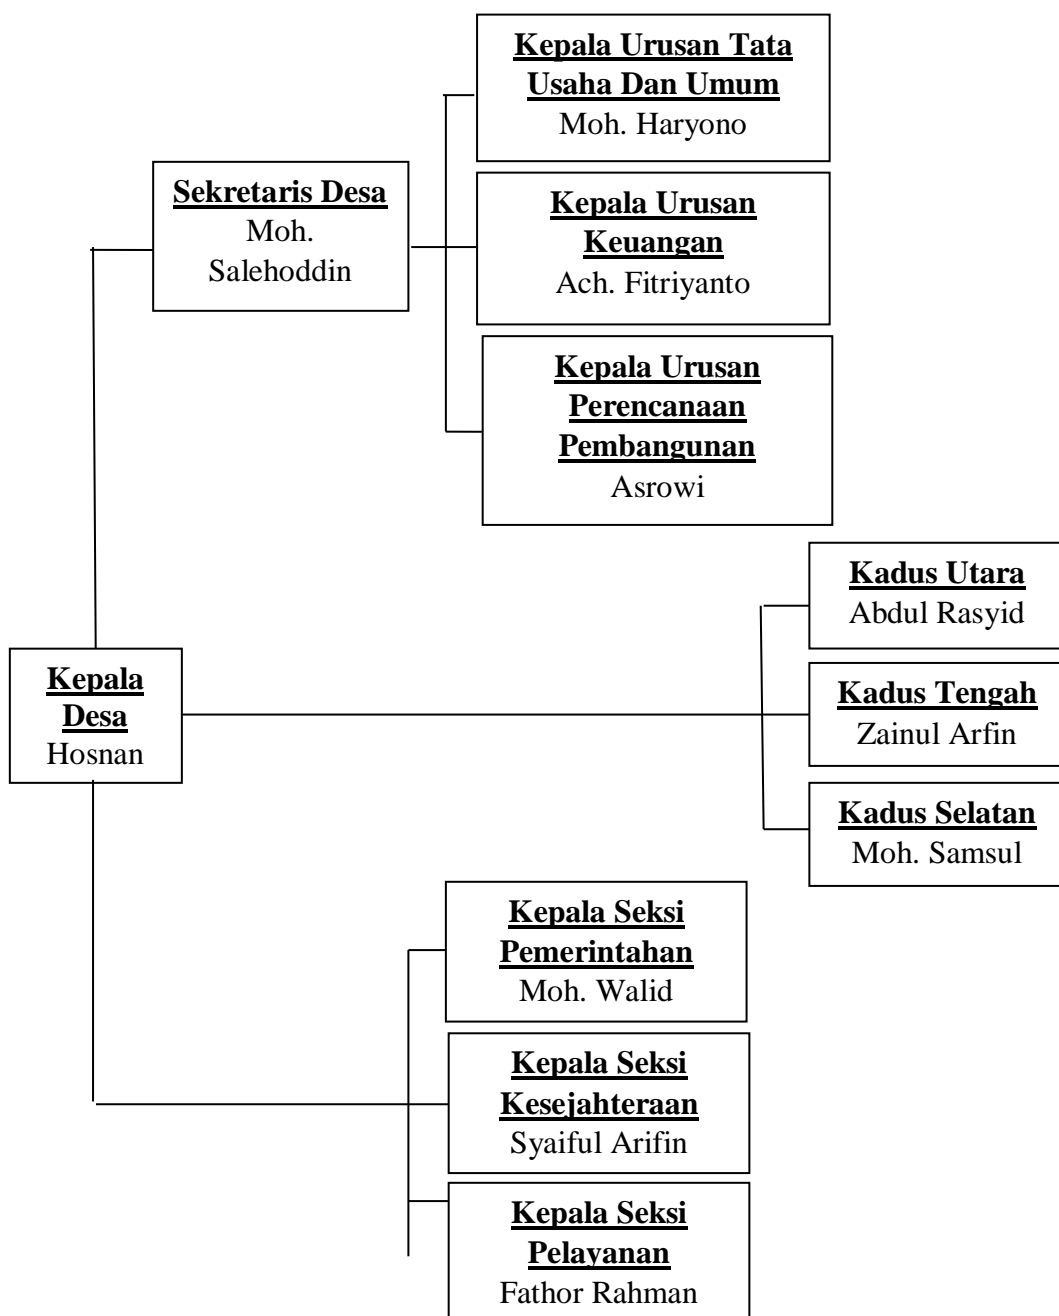 Kepala Urusan Tata
Usaha Dan Umum
Moh. Haryono
Sekretaris Desa
Moh.
Salehoddin
Kepala Urusan
Keuangan
Ach. Fitriyanto
Kepala Urusan
Perencanaan
Pembangunan
Asrowi
Kadus Utara
Abdul Rasyid
Kepala
Desa
Hosnan
Kadus Tengah
Zainul Arfin
Kadus Selatan
Moh. Samsul
Kepala Seksi
Pemerintahan
Moh. Walid
Kepala Seksi
Kesejahteraan
Syaiful Arifin
Kepala Seksi
Pelayanan
Fathor Rahman